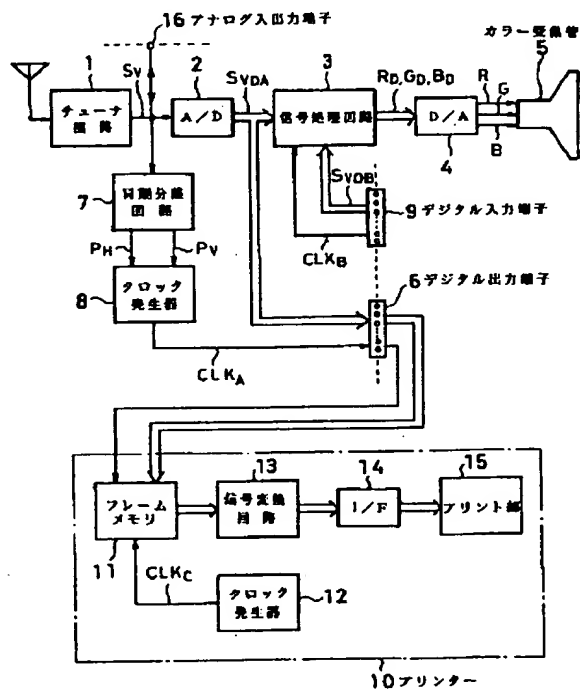 16 アナログ入出力端子
カラー受像管
5
1
SV
2
SVDA
3
RD,GD,BD
R
G
B
チューナ
回路
A/D
信号処理回路
D/A
4
SVDB
7
同期分離
回路
9 デジタル入力端子
CLKB
PH
PV
6 デジタル出力端子
クロック
発生器
8
CLKA
13
14
15
フレーム
メモリ
信号変換
回路
I/F
プリント部
11
CLKC
クロック
発生器
12
10 プリンター